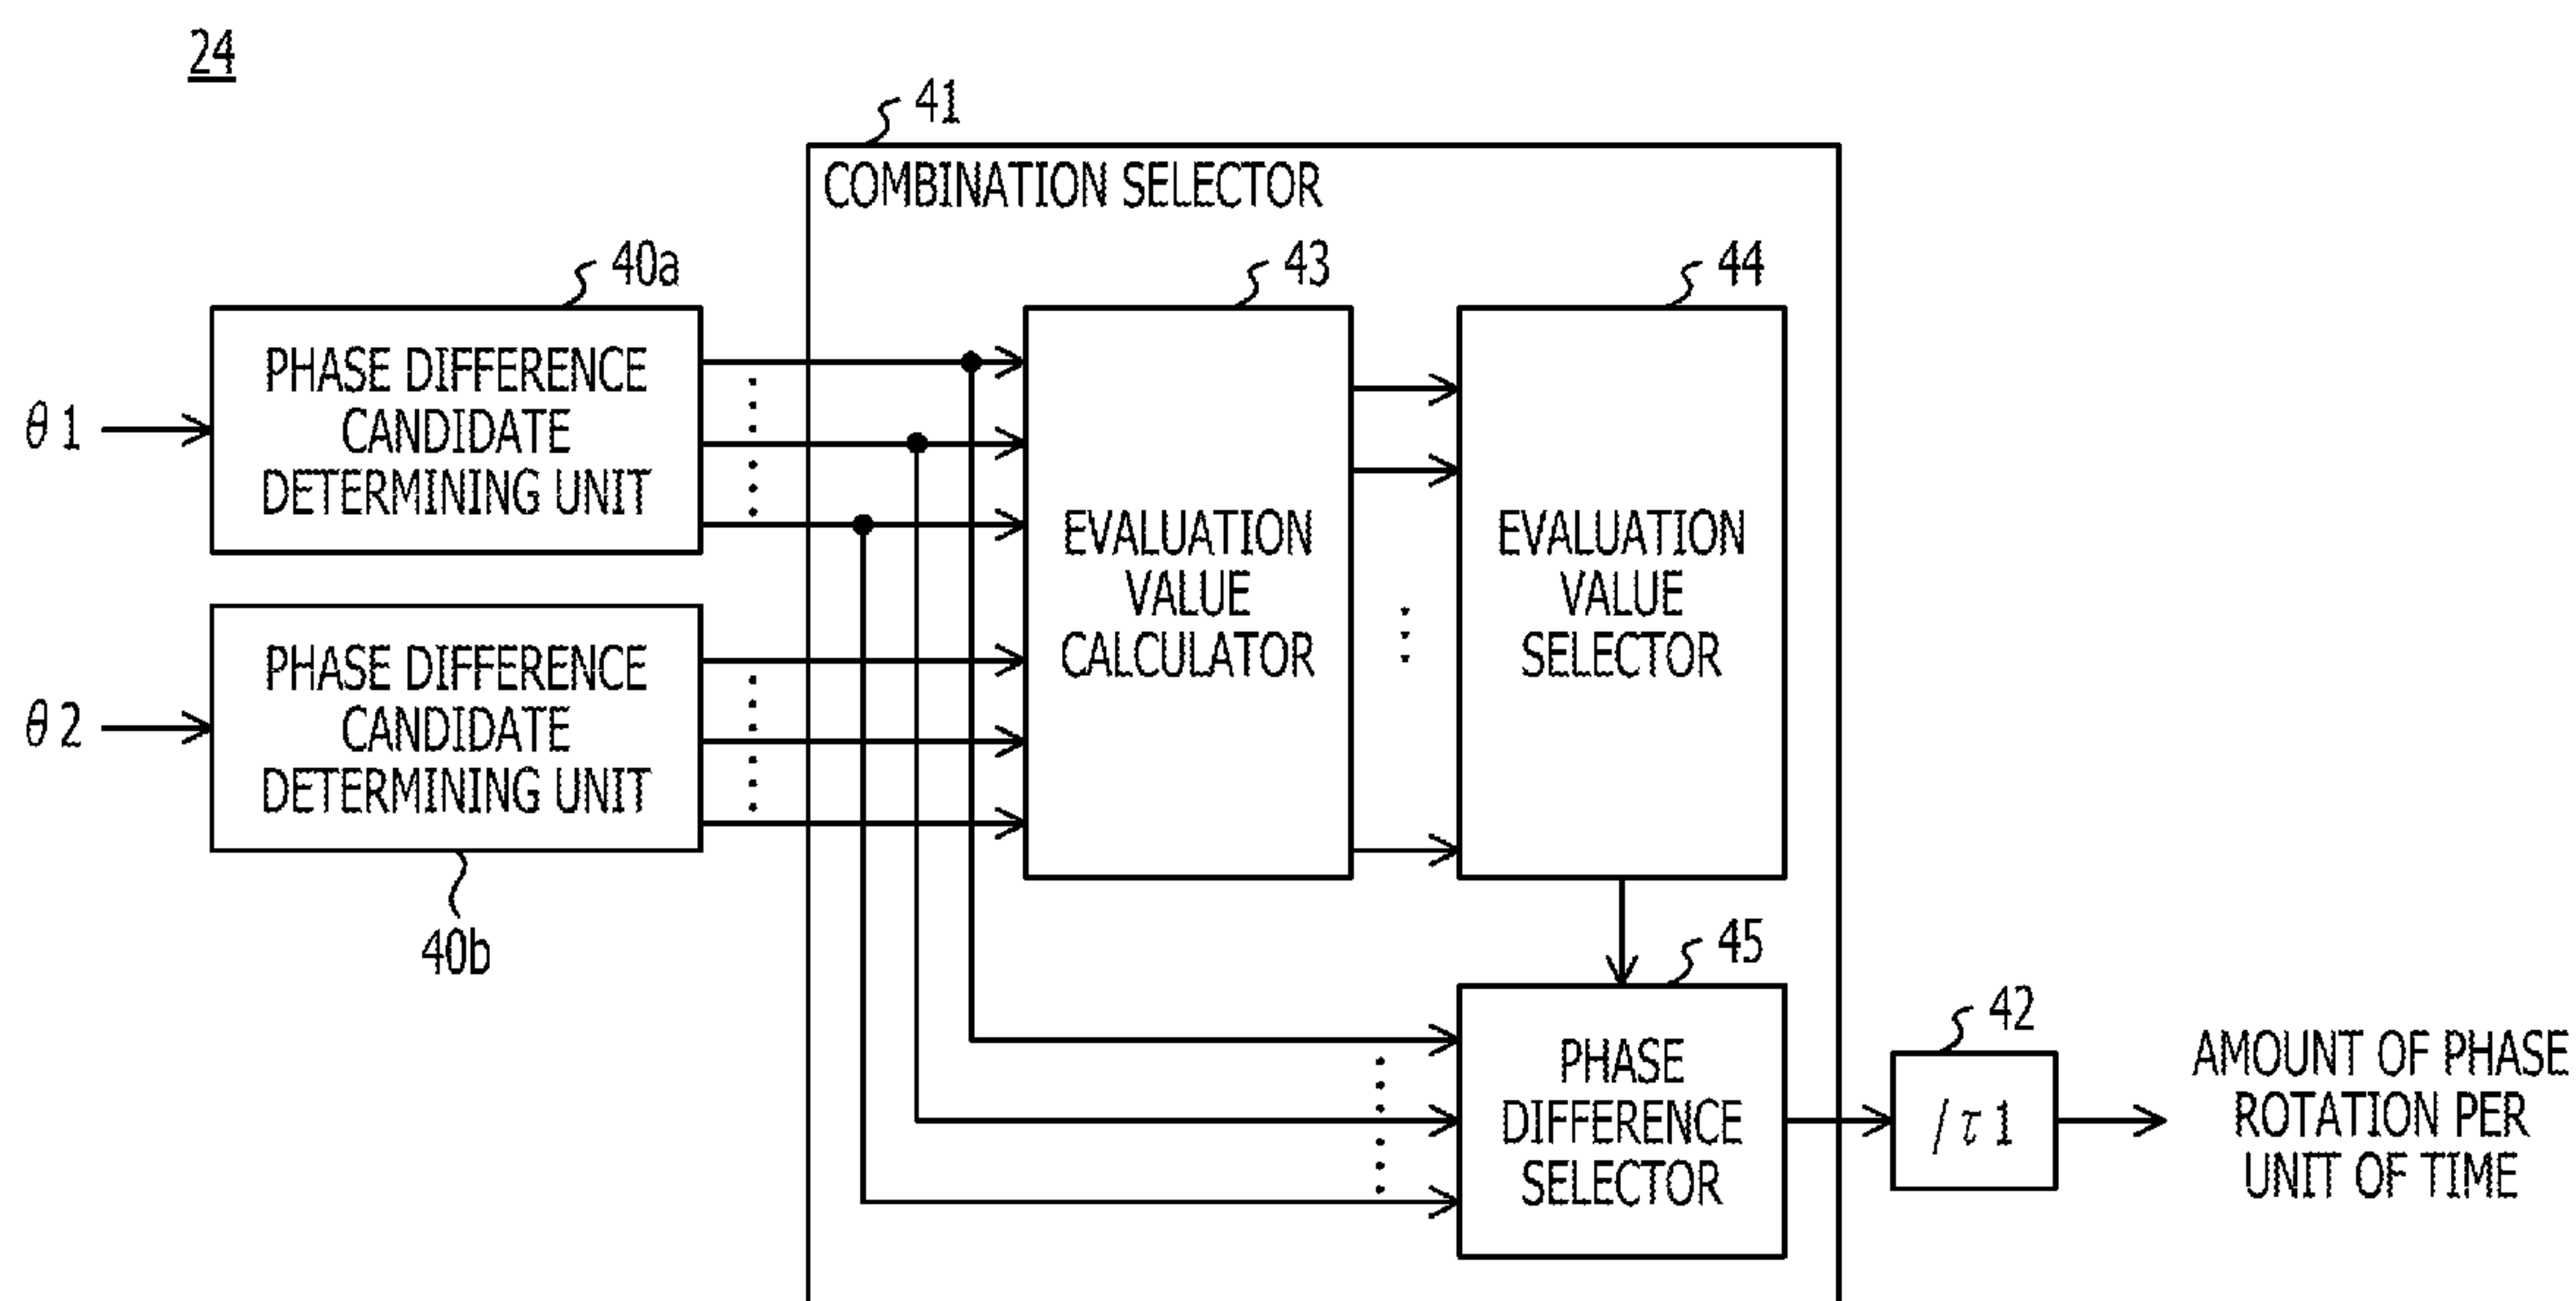 24
41
COMBINATION SELECTOR
40a
43
44
θ1
PHASE DIFFERENCE
CANDIDATE
DETERMINING UNIT
EVALUATION
VALUE
CALCULATOR
EVALUATION
VALUE
SELECTOR
θ2
PHASE DIFFERENCE
CANDIDATE
DETERMINING UNIT
40b
45
PHASE
DIFFERENCE
SELECTOR
42
/τ1
AMOUNT OF PHASE
ROTATION PER
UNIT OF TIME